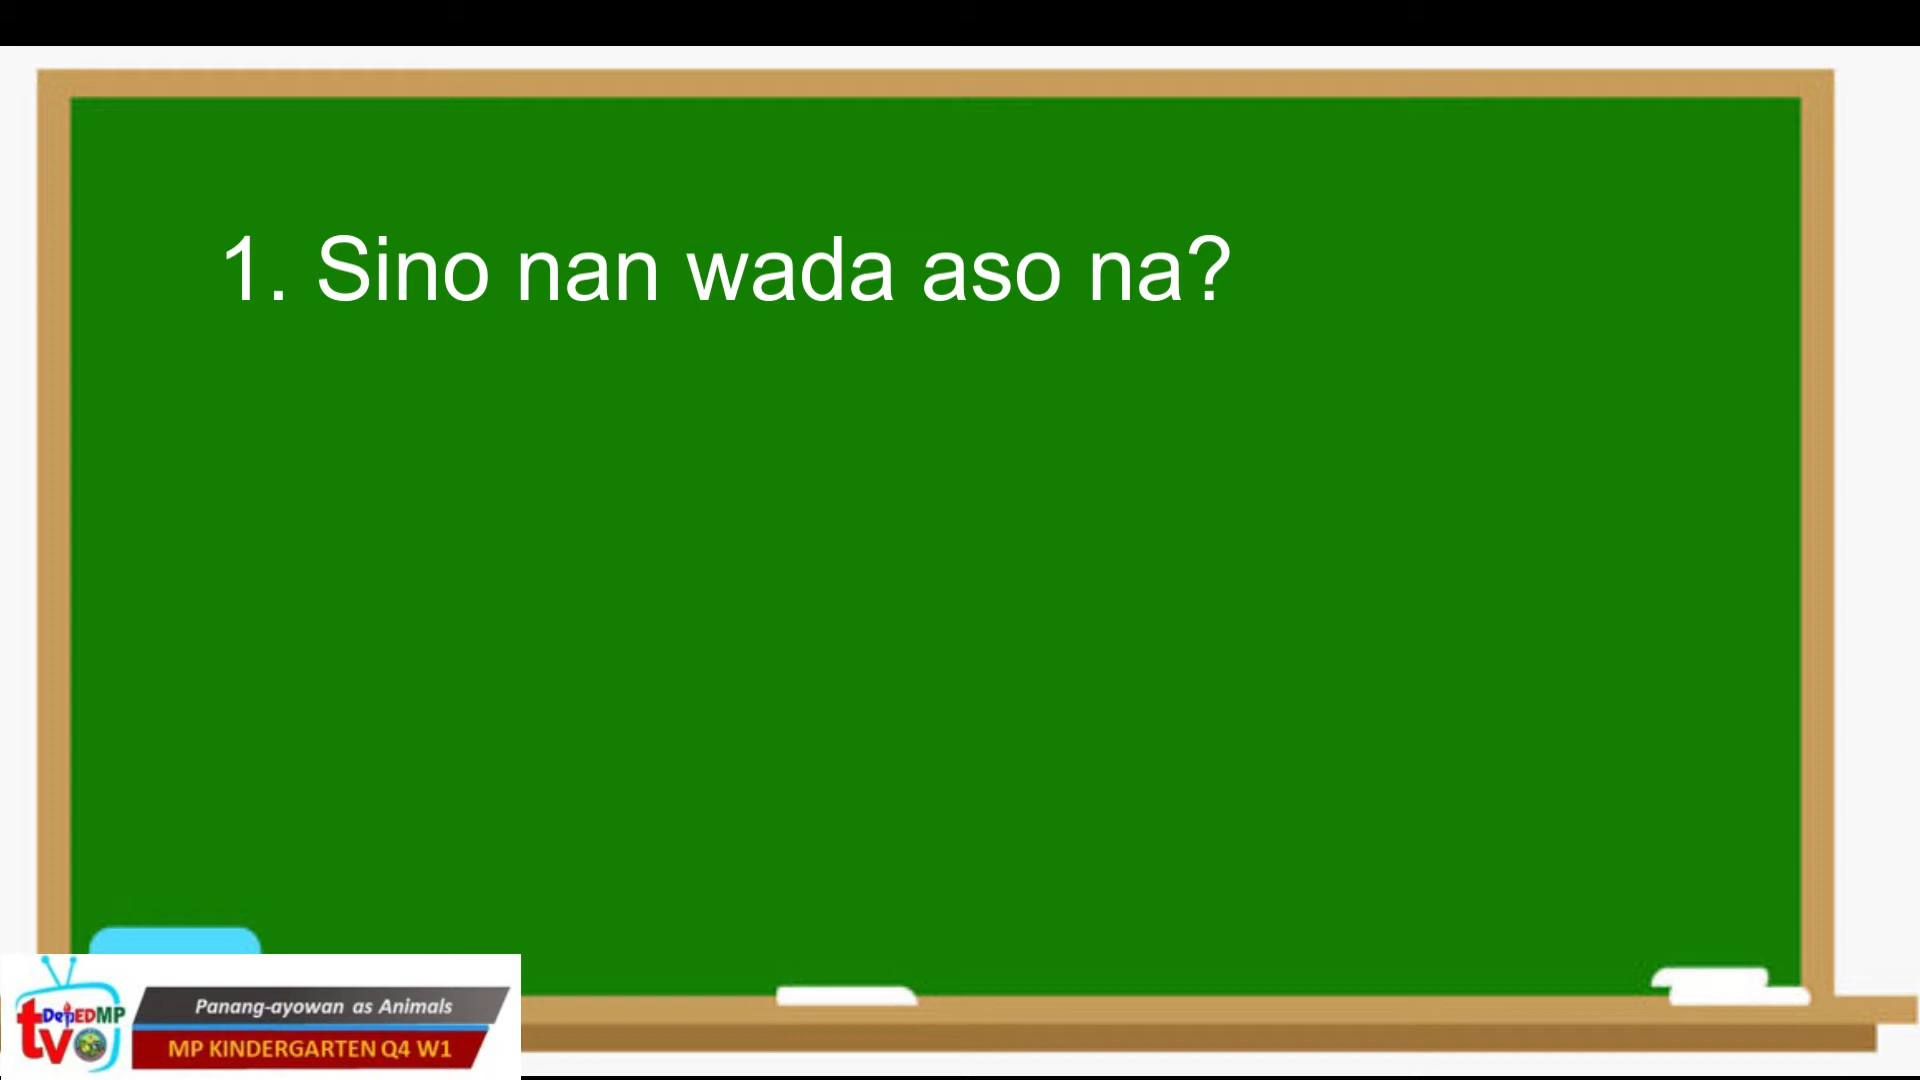 1. Sino nan wada aso na?
DepEDMP
tv
Panang-ayowan as Animals
MP KINDERGARTEN Q4 W1